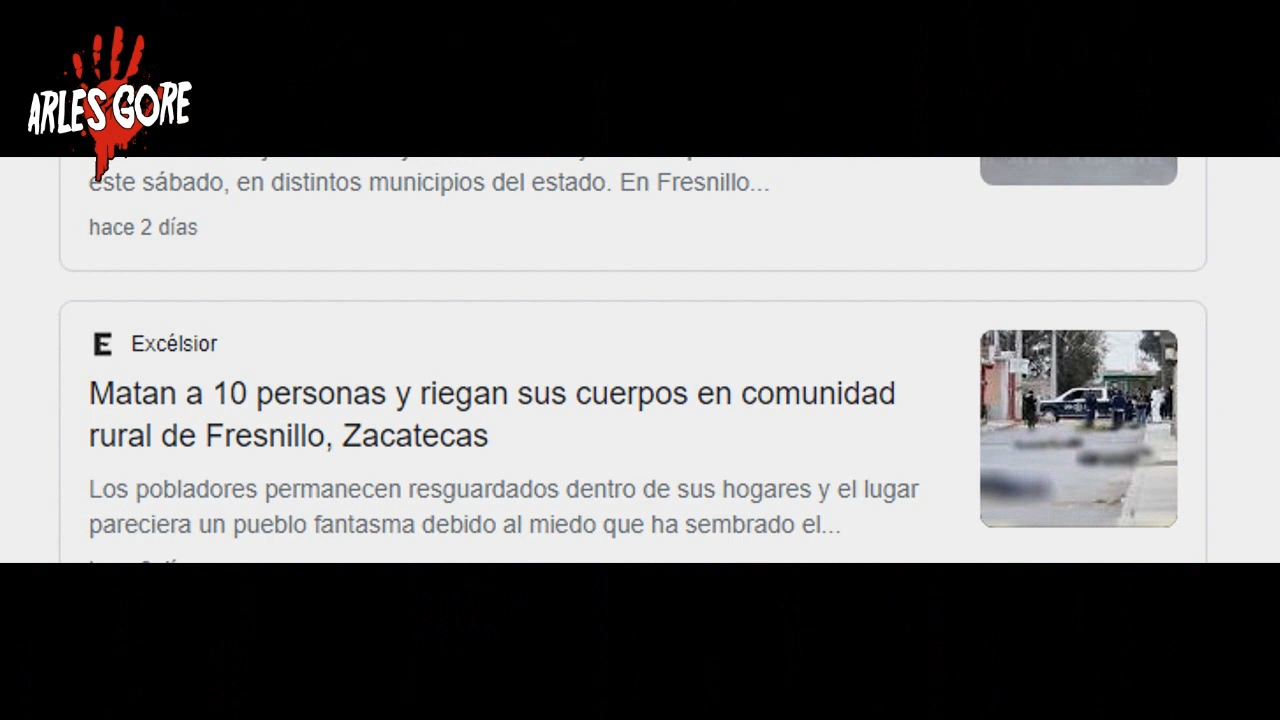 ARLES GORE
este sábado, en distintos municipios del estado. En Fresnillo...
hace 2 días
E Excélsior
Matan a 10 personas y riegan sus cuerpos en comunidad
rural de Fresnillo, Zacatecas
Los pobladores permanecen resguardados dentro de sus hogares y el lugar
pareciera un pueblo fantasma debido al miedo que ha sembrado el...